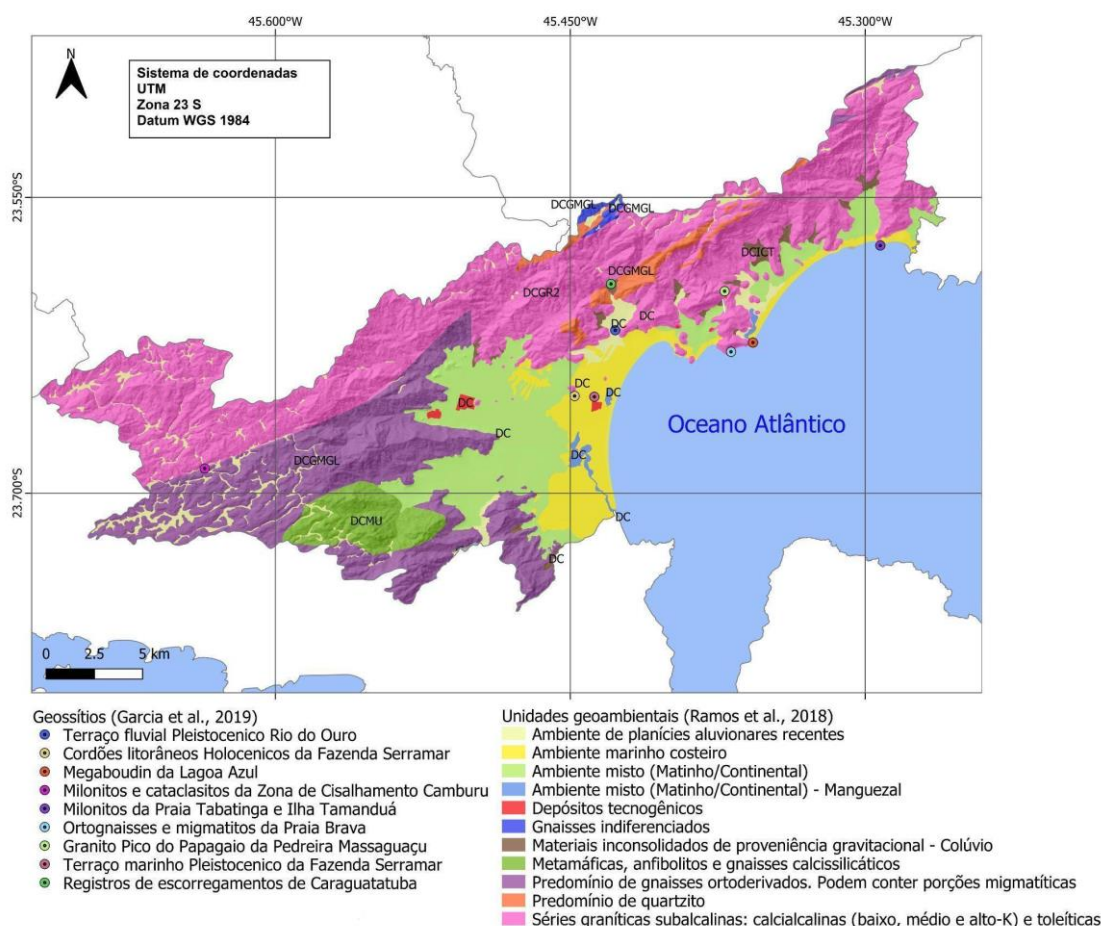 45.600°W
45.450°W
45.300°W
N
Sistema de coordenadas
UTM
Zona 23 S
Datum WGS 1984
23.550°S
DCGMGL
DCGMGL
DCICT
DCGMGL
DCGR2
DC
DC
Oceano Atlântico
DC
DC
DC
DC
DCGMGL
DC
23.700°S
DCMU
DC
DC
0 2.5 5 km
Geossítios (Garcia et al., 2019)
Terraço fluvial Pleistocenico Rio do Ouro
Cordões litorâneos Holocenicos da Fazenda Serramar
Megaboudin da Lagoa Azul
Milonitos e cataclasitos da Zona de Cisalhamento Camburu
Milonitos da Praia Tabatinga e Ilha Tamanduá
Ortognaisses e migmatitos da Praia Brava
Granito Pico do Papagaio da Pedreira Massaguaçu
Terraço marinho Pleistocenico da Fazenda Serramar
Registros de escorregamentos de Caraguatatuba
Unidades geoambientais (Ramos et al., 2018)
Ambiente de planícies aluvionares recentes
Ambiente marinho costeiro
Ambiente misto (Matinho/Continental)
Ambiente misto (Matinho/Continental) - Manguezal
Depósitos tecnogênicos
Gnaisses indiferenciados
Materiais inconsolidados de proveniência gravitacional - Colúvio
Metamáficas, anfibolitos e gnaisses calcissilicáticos
Predomínio de gnaisses ortoderivados. Podem conter porções migmatíticas
Predomínio de quartzito
Séries graníticas subalcalinas: calcialcalinas (baixo, médio e alto-K) e toleíticas